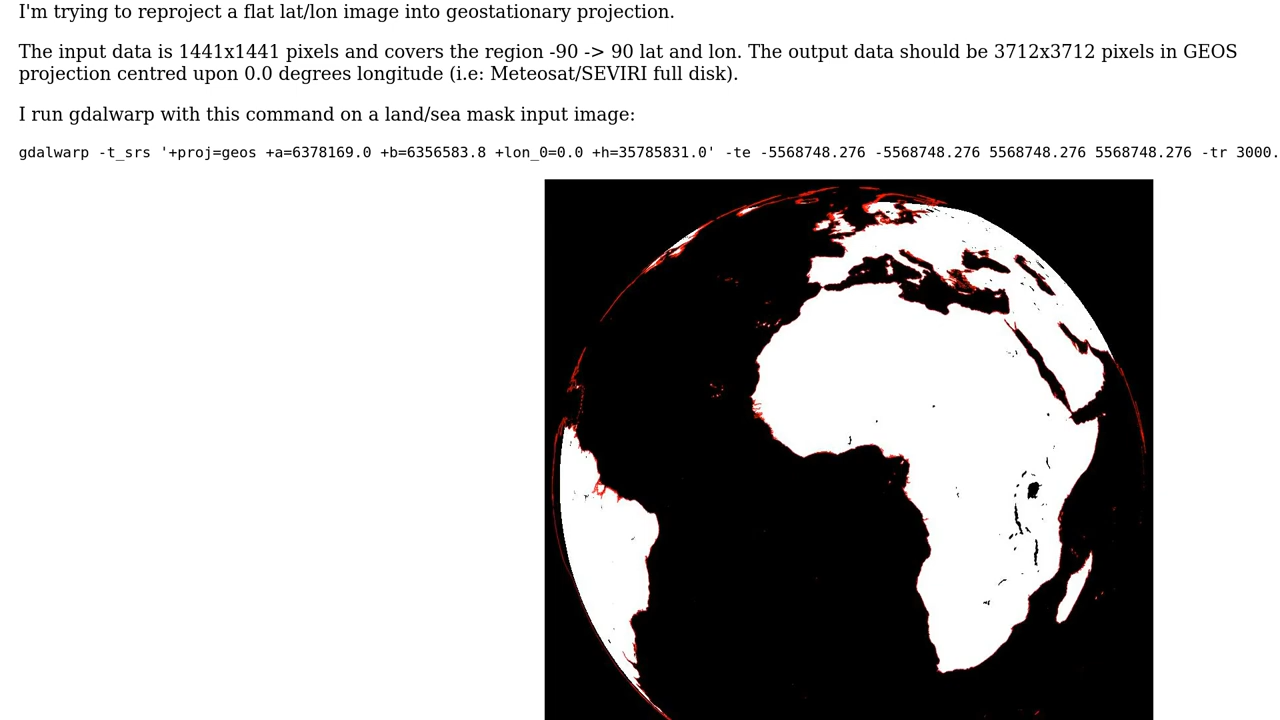 I'm trying to reproject a flat lat/lon image into geostationary projection.
The input data is 1441x1441 pixels and covers the region -90 -> 90 lat and lon. The output data should be 3712x3712 pixels in GEOS
projection centred upon 0.0 degrees longitude (i.e: Meteosat/SEVIRI full disk).
I run gdalwarp with this command on a land/sea mask input image:
gdalwarp -t_srs '+proj=geos +a=6378169.0 +b=6356583.8 +lon_0=0.0 +h=35785831.0' -te -5568748.276 -5568748.276 5568748.276 5568748.276 -tr 3000.